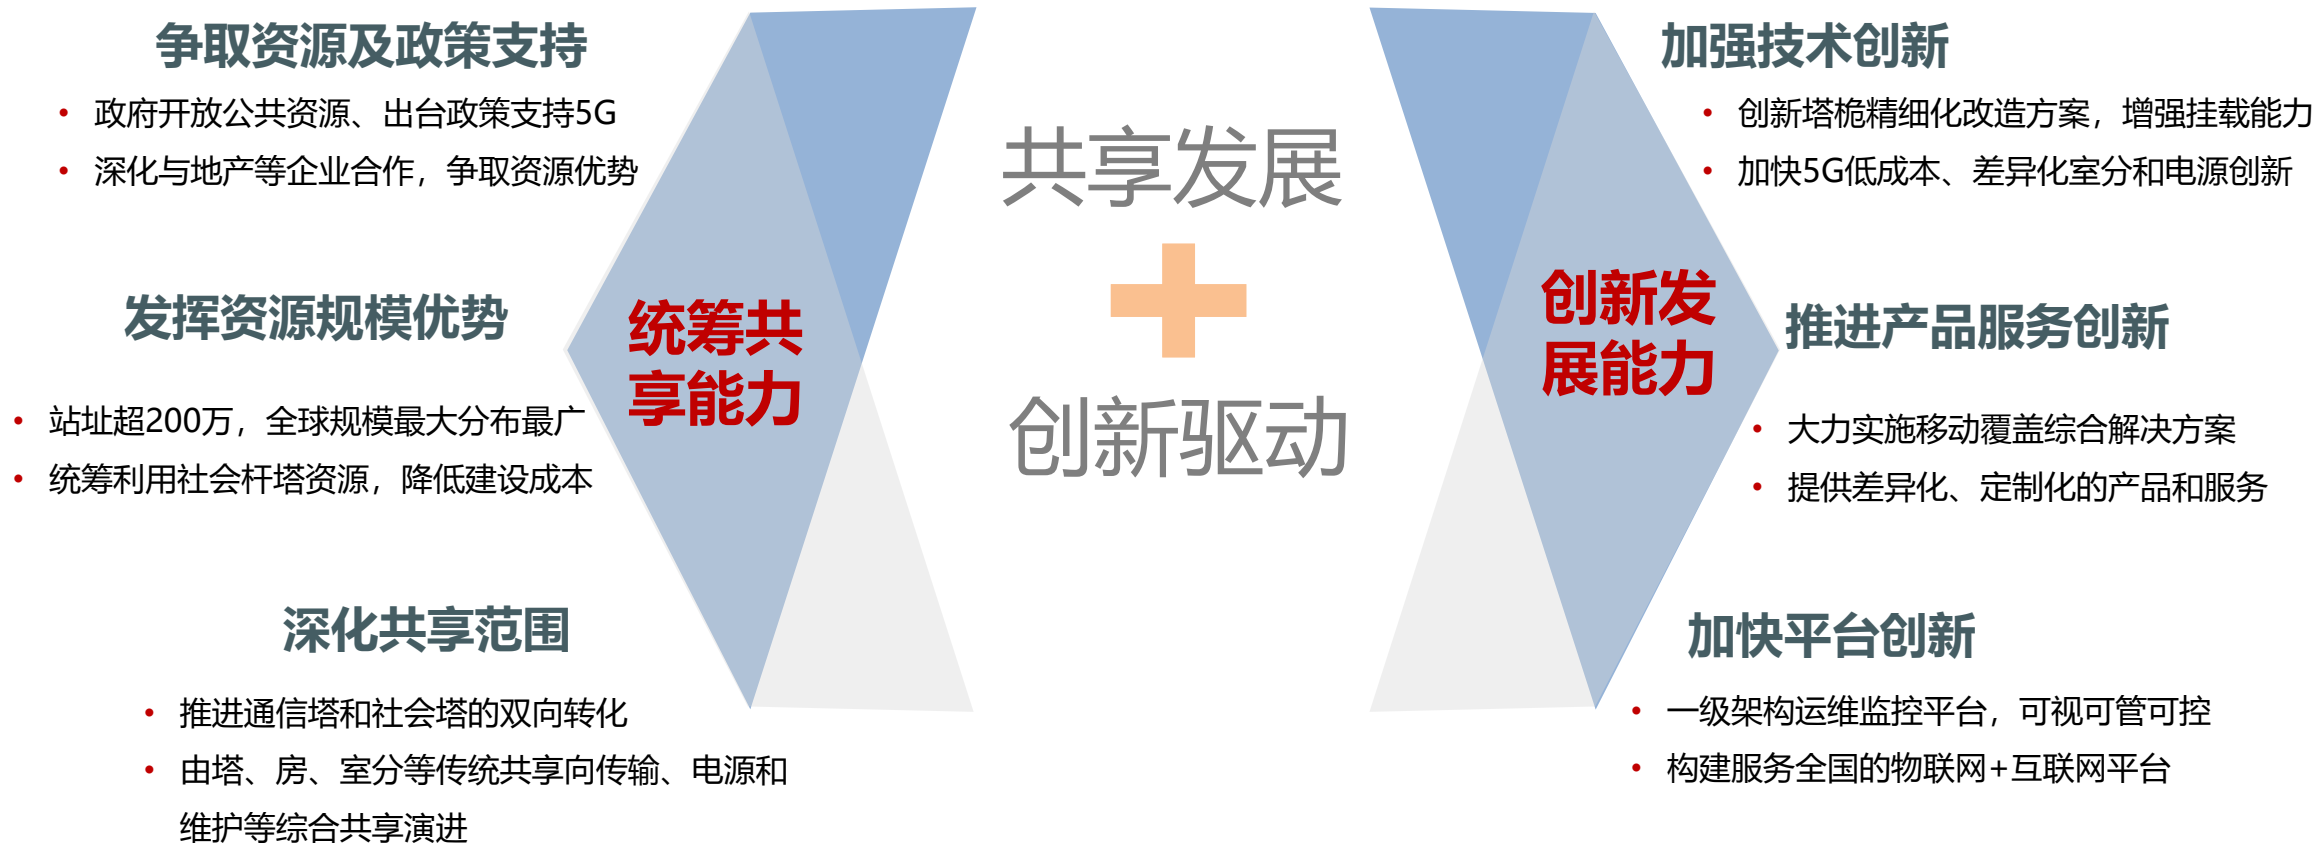 争取资源及政策支持
• 政府开放公共资源、出台政策支持5G
• 深化与地产等企业合作，争取资源优势
发挥资源规模优势
• 站址超200万，全球规模最大分布最广
• 统筹利用社会杆塔资源，降低建设成本
深化共享范围
• 推进通信塔和社会塔的双向转化
• 由塔、房、室分等传统共享向传输、电源和
维护等综合共享演进
统筹共
享能力
共享发展
创新驱动
创新发
展能力
加强技术创新
• 创新塔桅精细化改造方案，增强挂载能力
• 加快5G低成本、差异化室分和电源创新
推进产品服务创新
• 大力实施移动覆盖综合解决方案
• 提供差异化、定制化的产品和服务
加快平台创新
• 一级架构运维监控平台，可视可管可控
• 构建服务全国的物联网+互联网平台